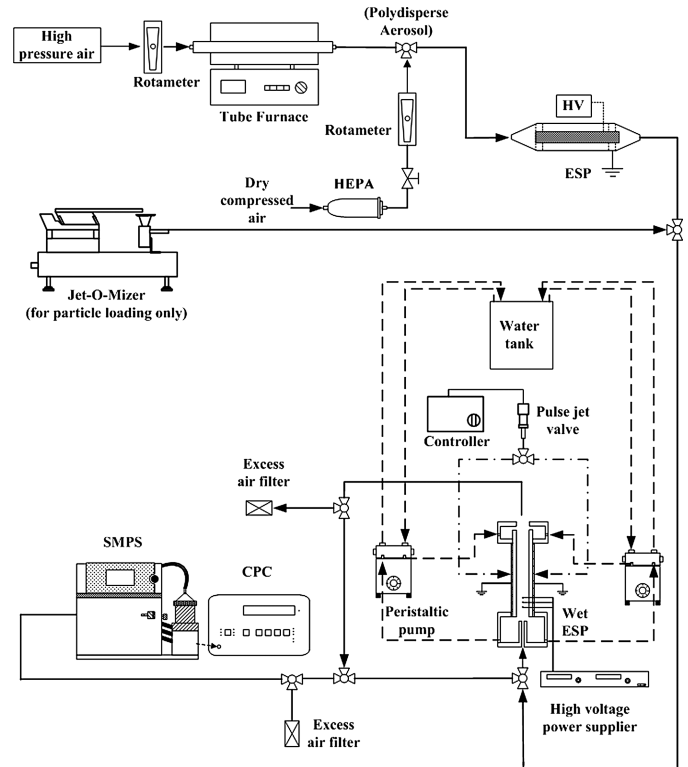 (Polydisperse
Aerosol)
High
pressure air
Rotameter
Tube Furnace
HV
Rotameter
ESP
HEPA
Dry
compressed
air
Jet-O-Mizer
(for particle loading only)
Water
tank
Pulse jet
valve
Controller
Excess
air filter
SMPS
CPC
Peristaltic
pump
Wet
ESP
High voltage
power supplier
Excess
air filter